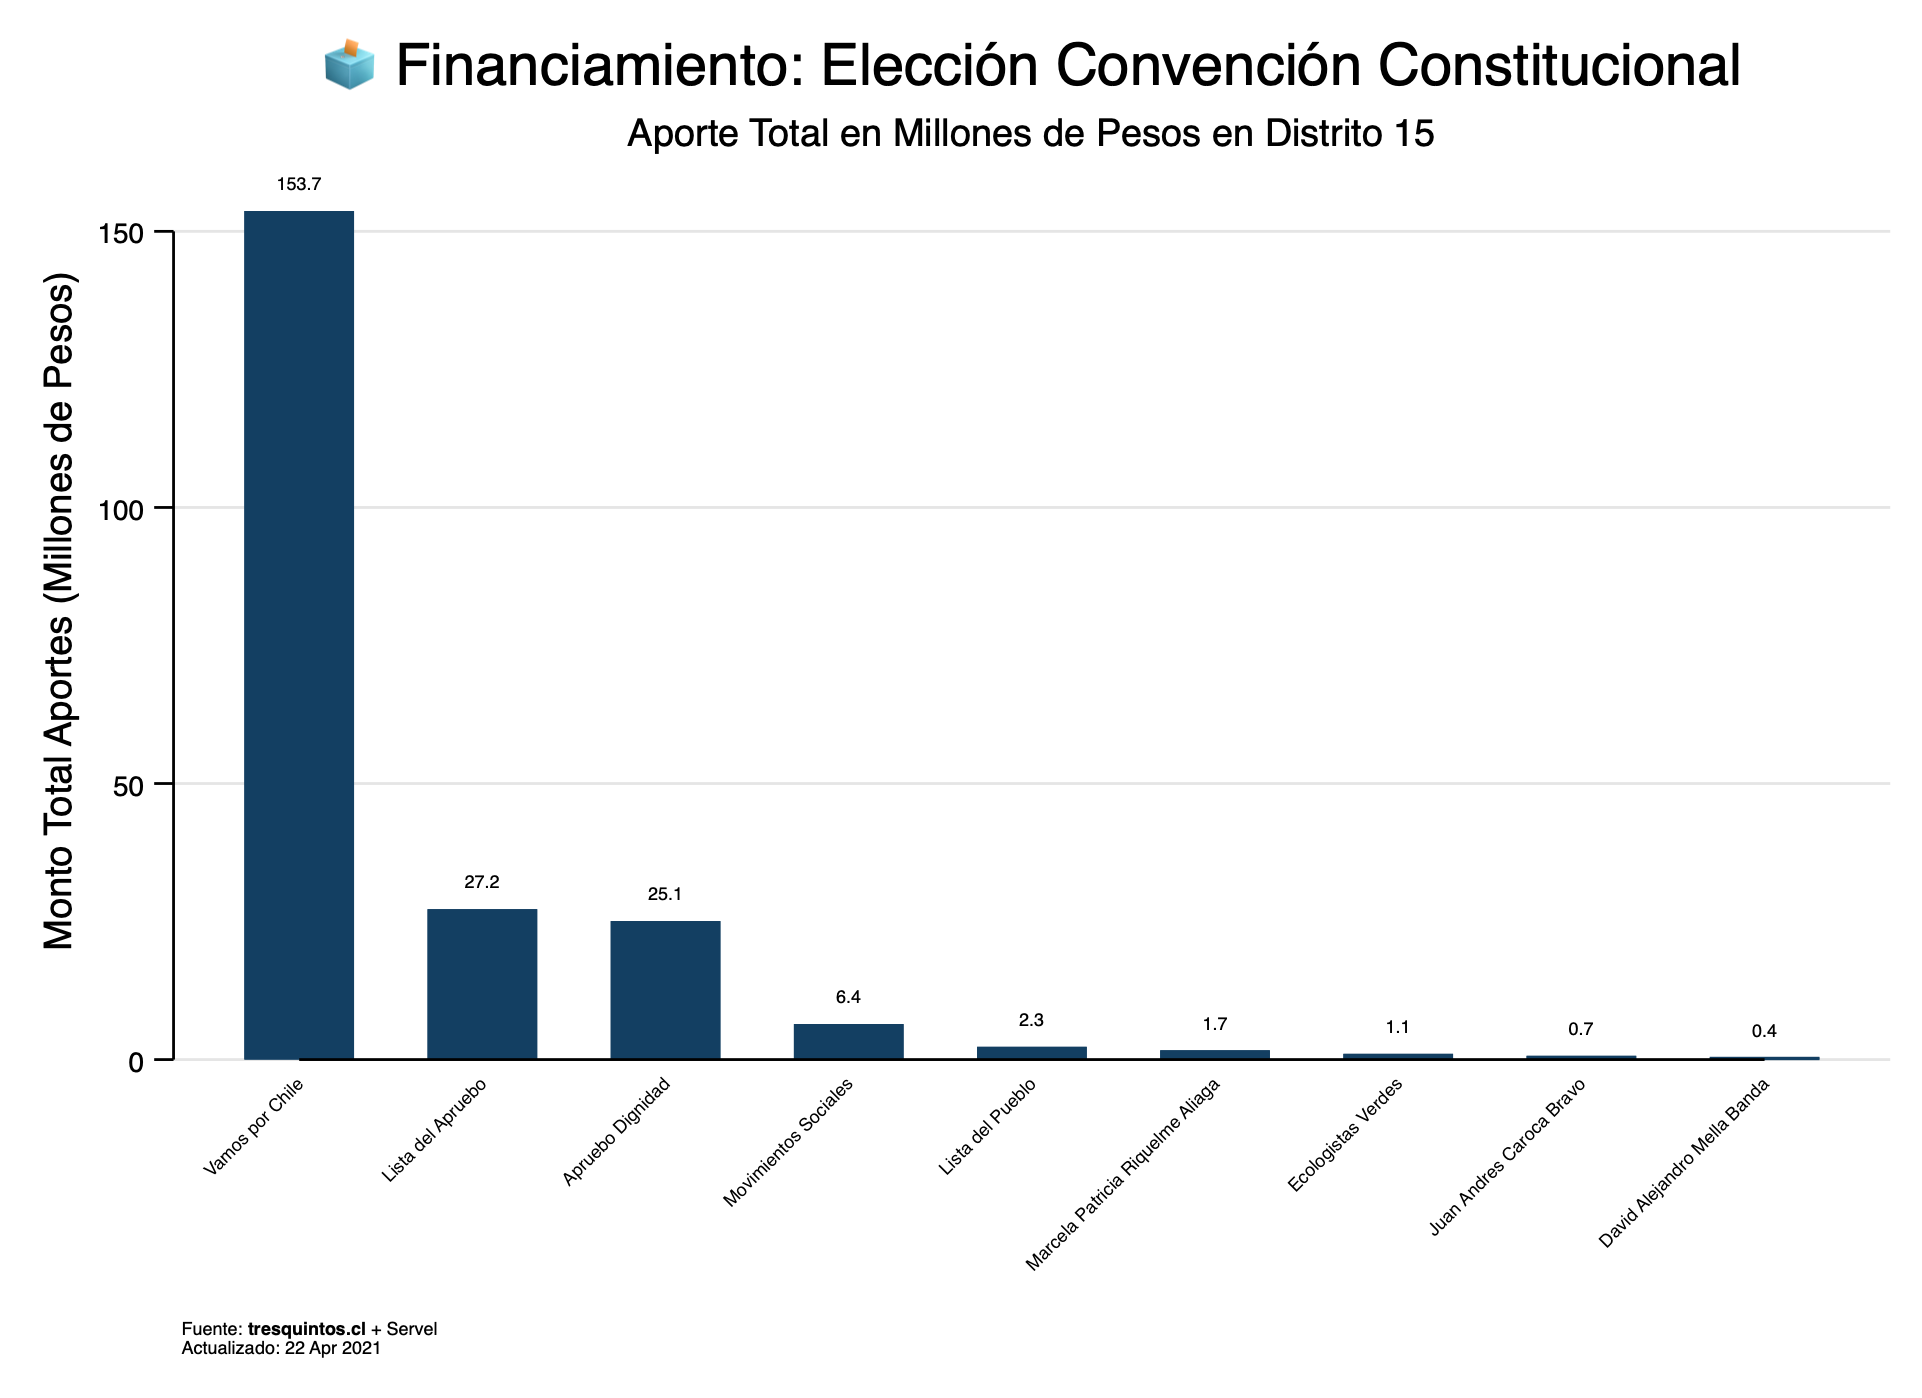 Financiamiento: Elección Convención Constitucional
Aporte Total en Millones de Pesos en Distrito 15
Monto Total Aportes (Millones de Pesos)
150
100
50
0
153.7
27.2
25.1
6.4
2.3
1.7
1.1
0.7
0.4
Vamos por Chile
Lista del Apruebo
Apruebo Dignidad
Movimientos Sociales
Lista del Pueblo
Marcela Patricia Riquelme Aliaga
Ecologistas Verdes
Juan Andres Caroca Bravo
David Alejandro Mella Banda
Fuente: tresquintos.cl + Servel
Actualizado: 22 Apr 2021